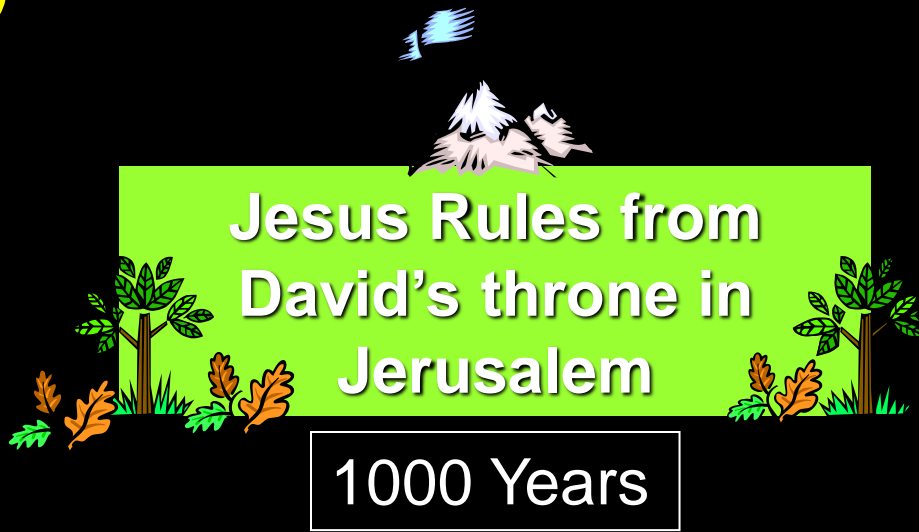 Jesus Rules from
David’s throne in
Jerusalem
1000 Years